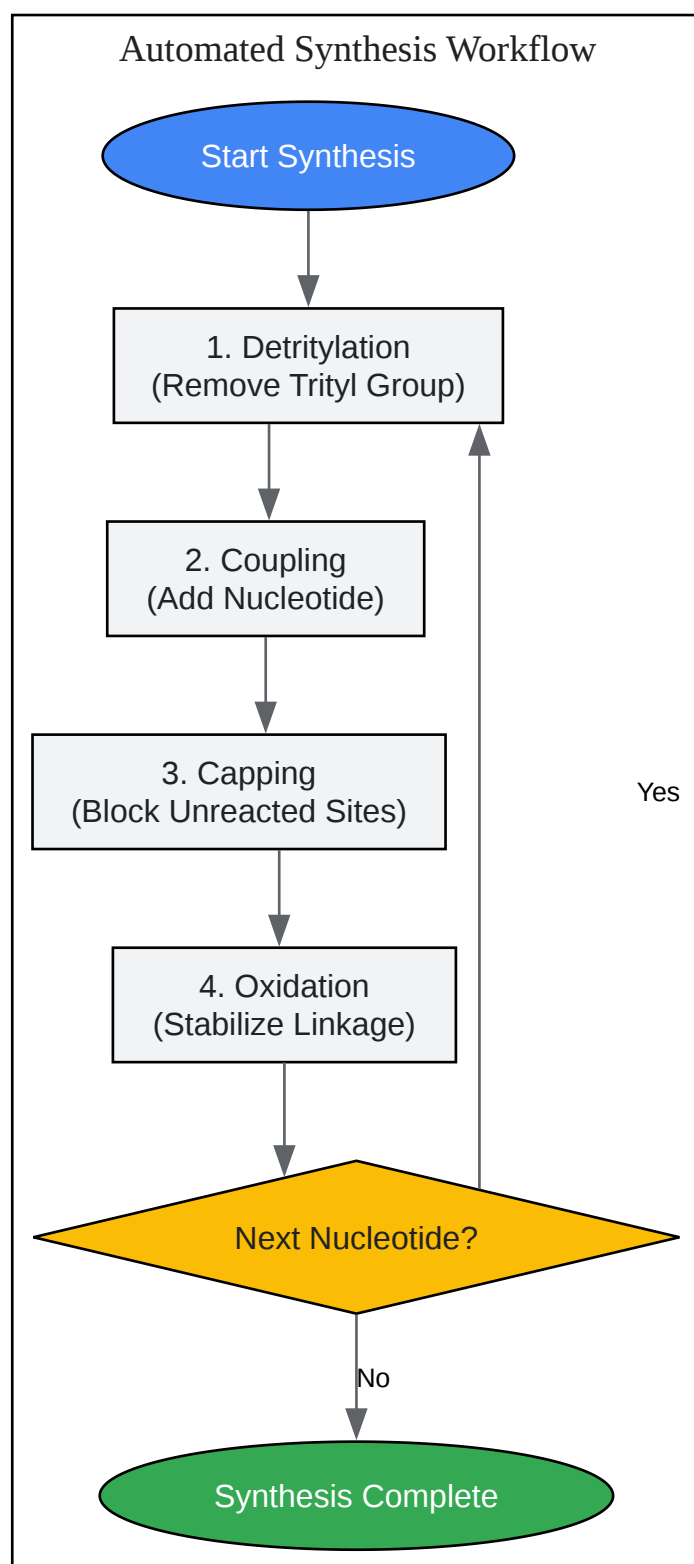 Automated Synthesis Workflow
Start Synthesis
1. Detritylation
(Remove Trityl Group)
2. Coupling
(Add Nucleotide)
3. Capping
(Block Unreacted Sites)
Yes
4. Oxidation
(Stabilize Linkage)
Next Nucleotide?
No
Synthesis Complete